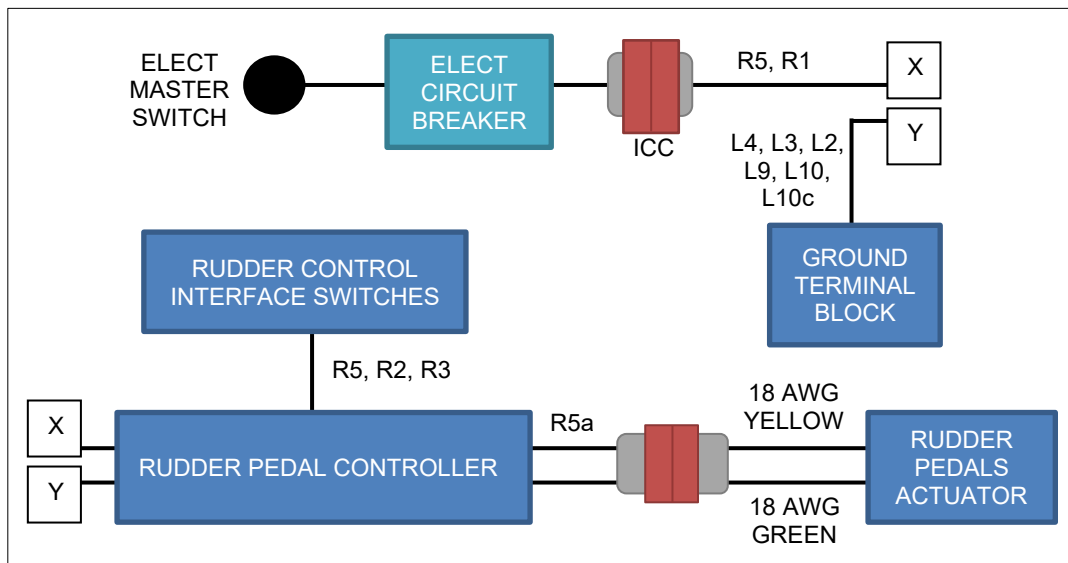 ELECT
MASTER
SWITCH
ELECT
CIRCUIT
BREAKER
ICC
R5, R1
X
Y
L4, L3, L2,
L9, L10,
L10c
GROUND
TERMINAL
BLOCK
RUDDER CONTROL
INTERFACE SWITCHES
R5, R2, R3
X
Y
RUDDER PEDAL CONTROLLER
R5a
18 AWG
YELLOW
18 AWG
GREEN
RUDDER
PEDALS
ACTUATOR